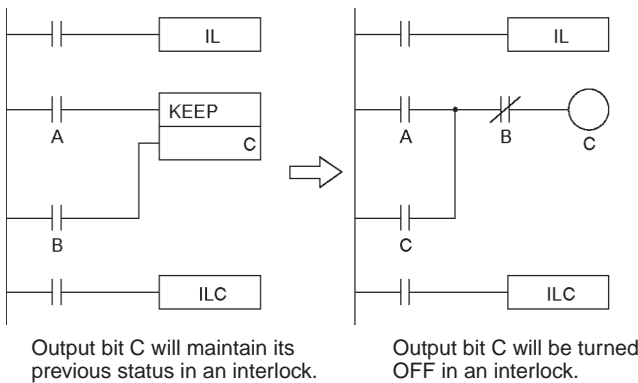 IL
KEEP
A
C
B
ILC
Output bit C will maintain its
previous status in an interlock.
IL
A
B
C
C
ILC
Output bit C will be turned
OFF in an interlock.